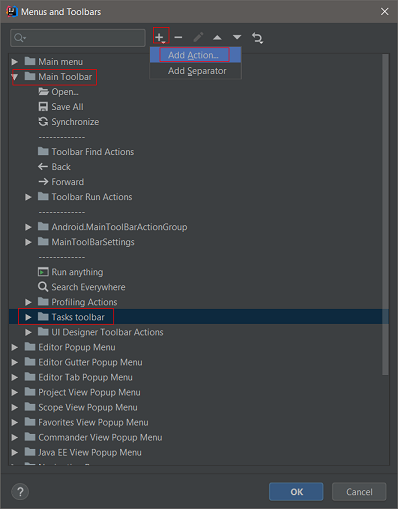 Menus and Toolbars
Add Action...
Add Separator
Main menu
Main Toolbar
Open...
Save All
Synchronize
-------------
Toolbar Find Actions
Back
Forward
Toolbar Run Actions
-------------
Android.MainToolBarActionGroup
MainToolBarSettings
-------------
Run anything
Search Everywhere
Profiling Actions
Tasks toolbar
UI Designer Toolbar Actions
Editor Popup Menu
Editor Gutter Popup Menu
Editor Tab Popup Menu
Project View Popup Menu
Scope View Popup Menu
Favorites View Popup Menu
Commander View Popup Menu
Java EE View Popup Menu
?
OK
Cancel